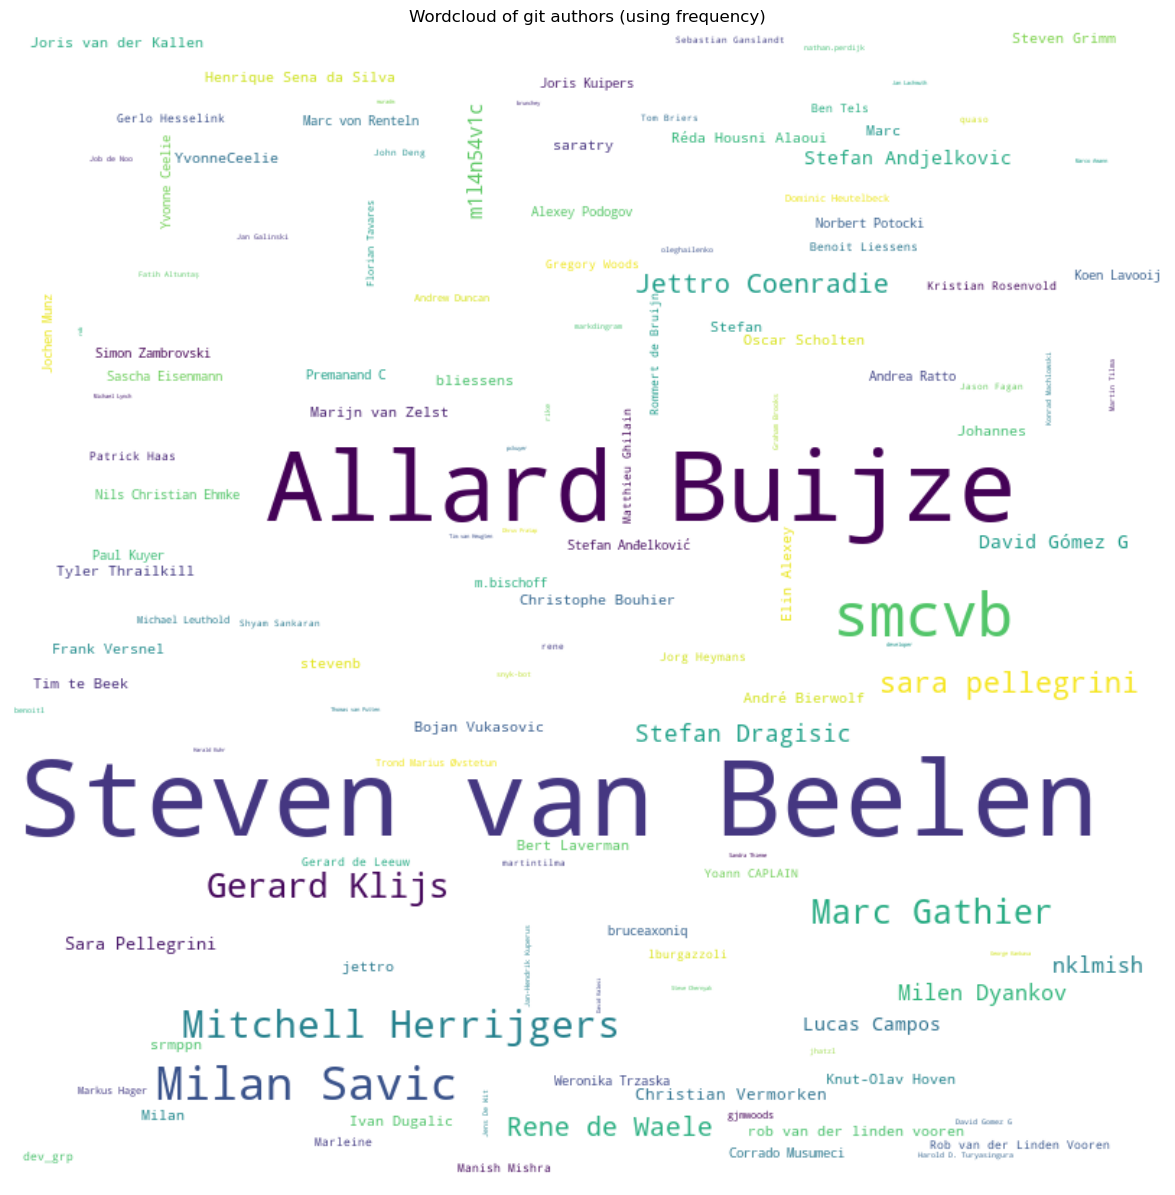 Wordcloud of git authors (using frequency)
Joris van der Kallen
Sebastian Ganslandt
nathan.perdijk
Steven Grimm
Henrique Sena da Silva
Joris Kuipers
Gerlo Hesselink
Marc von Renteln
m1l4n54v1c
Tom Briers
Ben Tels
quaso
Marc
Réda Housni Alaoui
saratry
Job de Noo
Yvonne Ceelie
YvonneCeelie
John Deng
Stefan Andjelkovic
Dominic Heutelbeck
Alexey Podogov
Norbert Potocki
Florian Tavares
Jan Galinski
oleghailenko
Benoit Liessens
Fatih Altuntaş
Gregory Woods
Jettro Coenradie
Kristian Rosenvold
Koen Lavooij
Jochen Munz
Andrew Duncan
Rommert de Bruijn
markdingram
Stefan
Oscar Scholten
Simon Zambrovski
Sascha Eisenmann
Premanand C
bliessens
Andrea Ratto
Jason Fagan
Konrad Machlowski
Martin Tilma
Michael Lynch
Marijn van Zelst
rike
Graham Brooks
Johannes
Patrick Haas
Matthieu Ghilain
Allard Buijze
Nils Christian Ehmke
Stefan Anđelković
David Gómez G
Paul Kuyer
Tyler Thrailkill
Elin Alexey
m.bischoff
Christophe Bouhier
smcvb
Michael Leuthold
Shyam Sankaran
developer
Frank Versnel
stevenb
rene
Jorg Heymans
snyk-bot
Tim te Beek
sara pellegrini
André Bierwolf
benoitl
Thomas van Putten
Bojan Vukasovic
Stefan Dragisic
Harald Kuhr
Trond Marius Øvstetun
Steven van Beelen
Bert Laverman
Gerard de Leeuw
martintilma
Sandra Thieme
Yoann CAPLAIN
Gerard Klijs
Marc Gathier
Sara Pellegrini
Jan-Hendrik Kuperus
bruceaxoniq
lburgazzoli
jettro
nklmish
Milen Dyankov
Mitchell Herrijgers
Lucas Campos
srmppn
jhatzl
Milan Savic
Weronika Trzaska
Knut-Olav Hoven
Markus Hager
Christian Vermorken
Milan
Jens De Wit
Ivan Dugalic
Rene de Waele
gjmwoods
David Gomez G
rob van der linden vooren
Marleine
Rob van der Linden Vooren
dev_grp
Corrado Musumeci
Harold D. Turyasingura
Manish Mishra